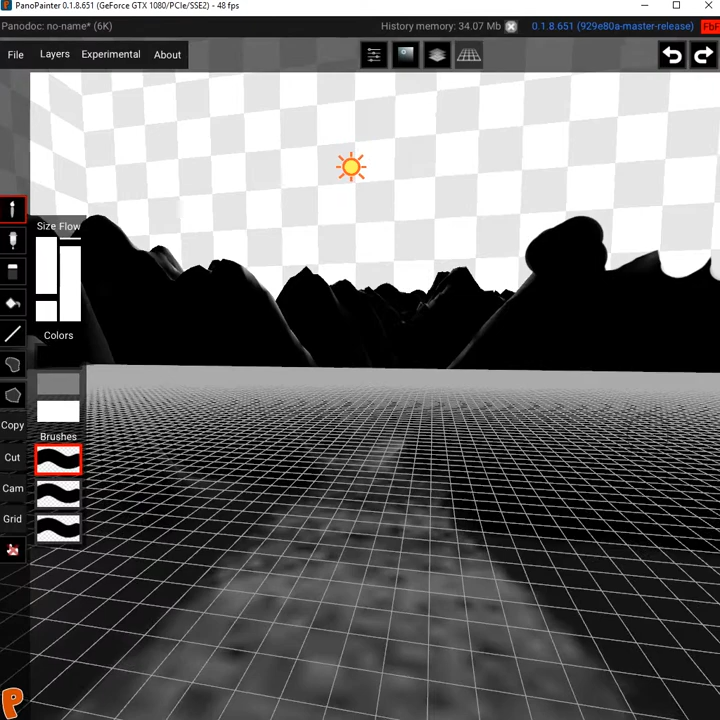 PanoPainter 0.1.8.651 (GeForce GTX 1080/PCIe/SSE2) - 48 fps
Panodoc: no-name* (6K)
History memory: 34.07 Mb
0.1.8.651 (929e80a-master-release)
FbF
File
Layers
Experimental
About
Size Flow
Colors
Brushes
Copy
Cut
Cam
Grid